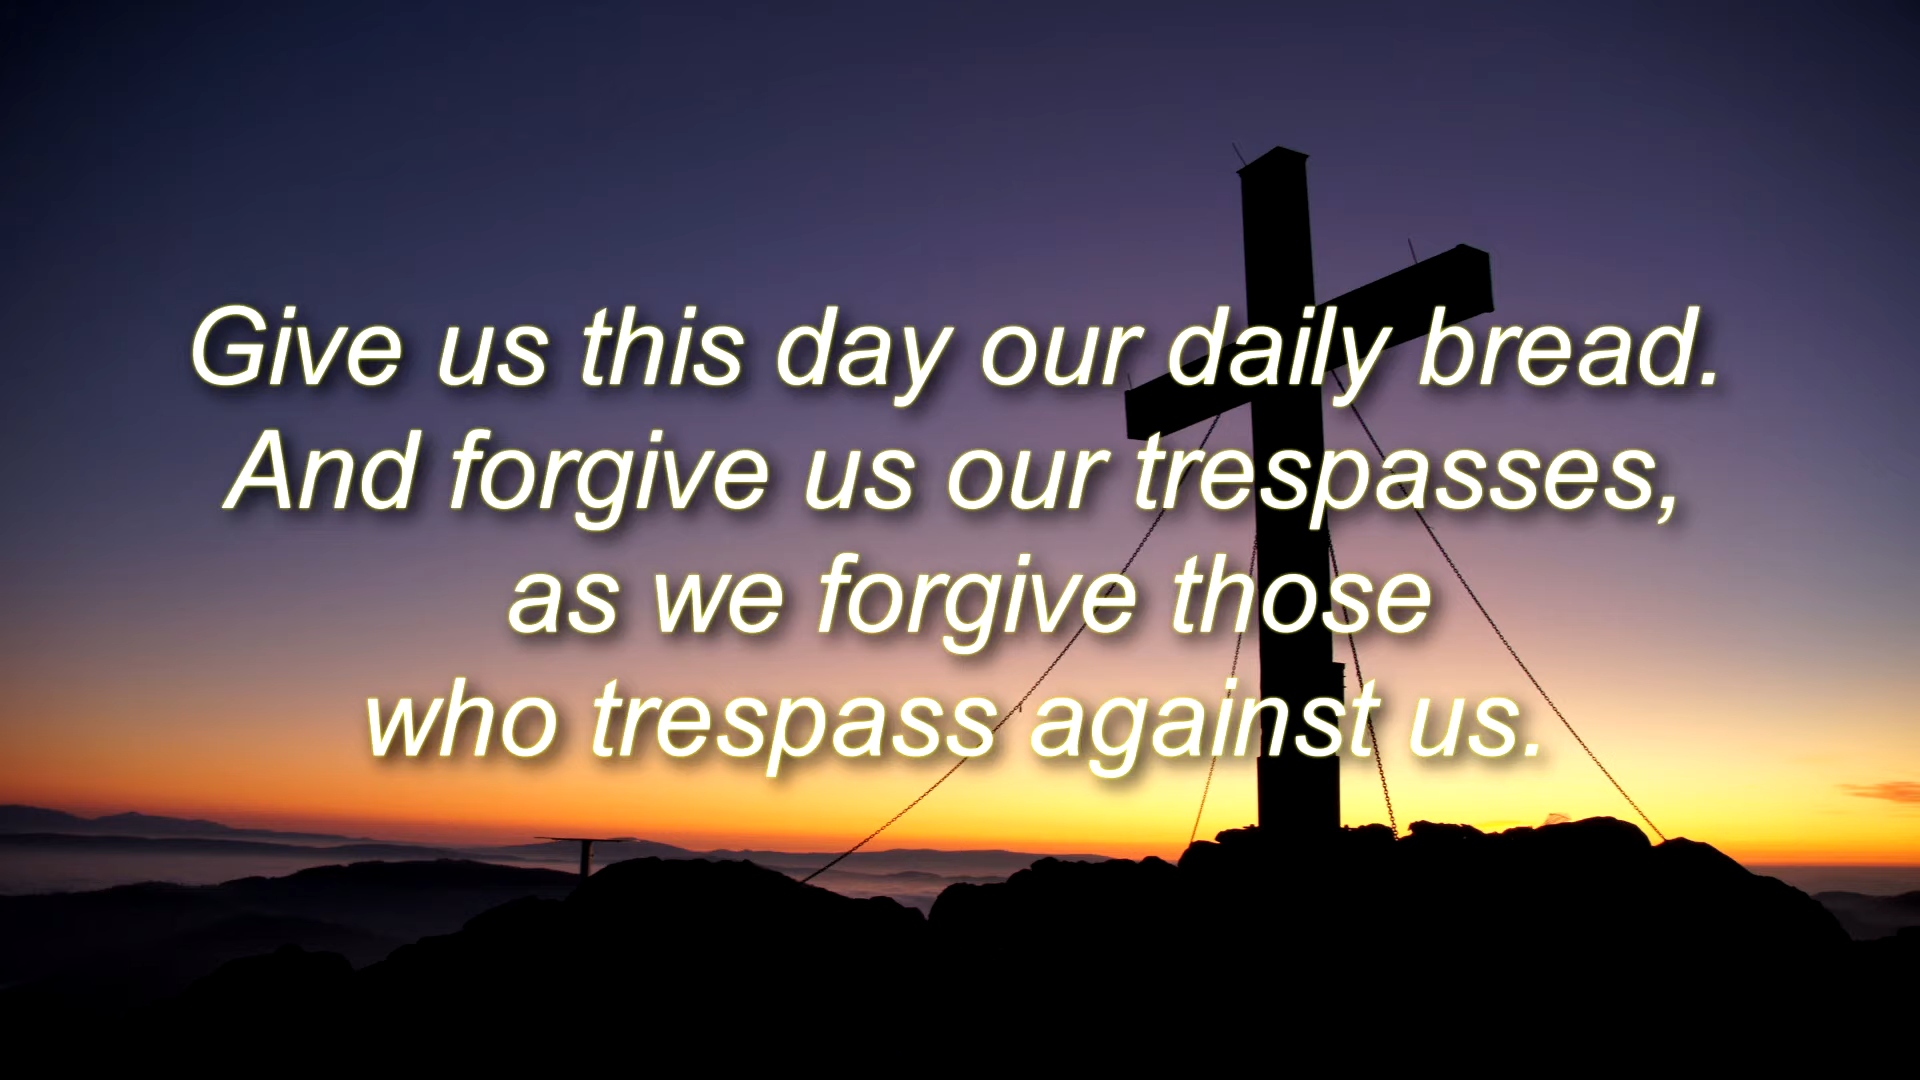 Give us this day our daily bread.
And forgive us our trespasses,
as we forgive those
who trespass against us.